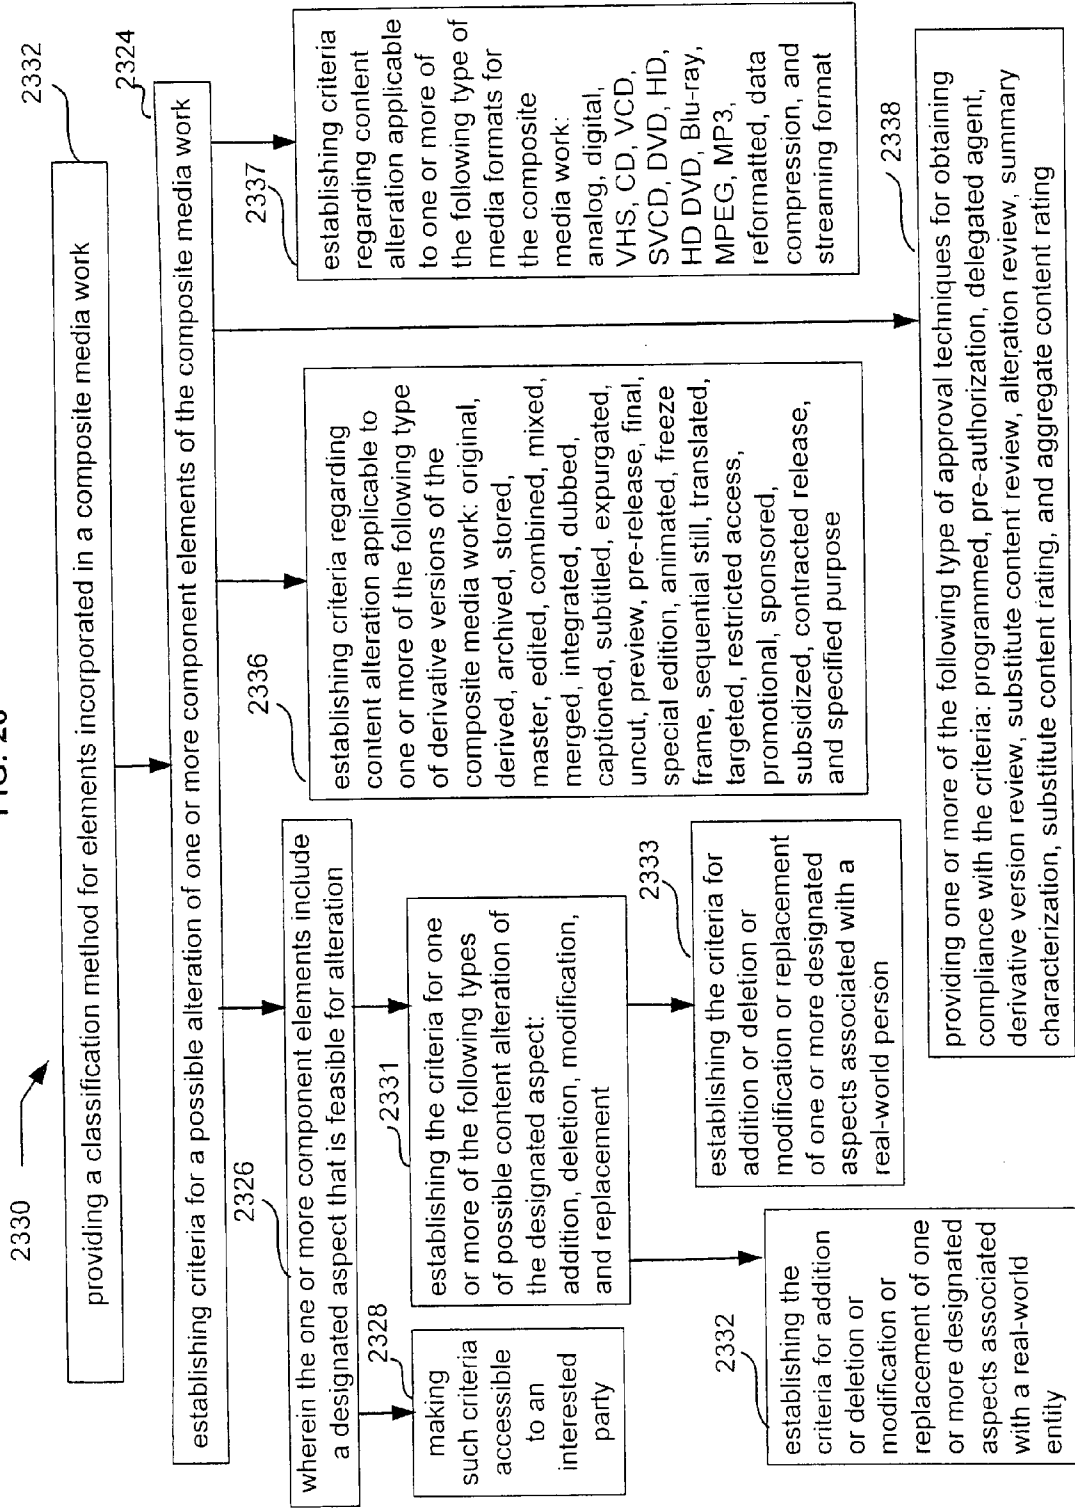 FIG. 26
2330
2332
providing a classification method for elements incorporated in a composite media work
2324
establishing criteria for a possible alteration of one or more component elements of the composite media work
2326
wherein the one or more component elements include
a designated aspect that is feasible for alteration
2328
making
such criteria
accessible
to an
interested
party
2331
establishing the criteria for one
or more of the following types
of possible content alteration of
the designated aspect:
addition, deletion, modification,
and replacement
2332
establishing the
criteria for addition
or deletion or
modification or
replacement of one
or more designated
aspects associated
with a real-world
entity
2333
establishing the criteria for
addition or deletion or
modification or replacement
of one or more designated
aspects associated with a
real-world person
2336
establishing criteria regarding
content alteration applicable to
one or more of the following type
of derivative versions of the
composite media work: original,
derived, archived, stored,
master, edited, combined, mixed,
merged, integrated, dubbed,
captioned, subtitled, expurgated,
uncut, preview, pre-release, final,
special edition, animated, freeze
frame, sequential still, translated,
targeted, restricted access,
promotional, sponsored,
subsidized, contracted release,
and specified purpose
2337
establishing criteria
regarding content
alteration applicable
to one or more of
the following type of
media formats for
the composite
media work:
analog, digital,
VHS, CD, VCD,
SVCD, DVD, HD,
HD DVD, Blu-ray,
MPEG, MP3,
reformatted, data
compression, and
streaming format
2338
providing one or more of the following type of approval techniques for obtaining
compliance with the criteria: programmed, pre-authorization, delegated agent,
derivative version review, substitute content review, alteration review, summary
characterization, substitute content rating, and aggregate content rating